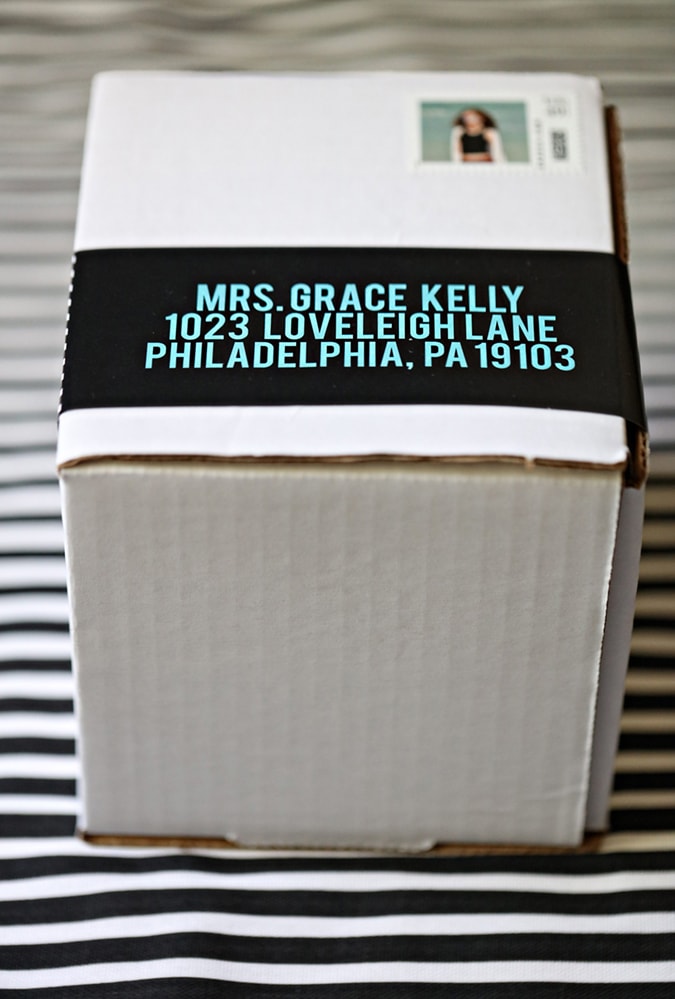 MRS. GRACE KELLY
1023 LOVELEIGH LANE
PHILADELPHIA, PA 19103